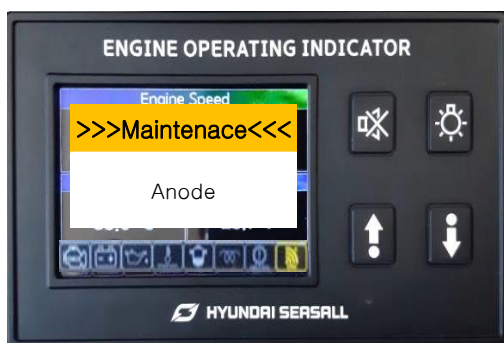 ENGINE OPERATING INDICATOR
Engine Speed
>>>Maintenace<<<
Anode
HYUNDAI SEASALL